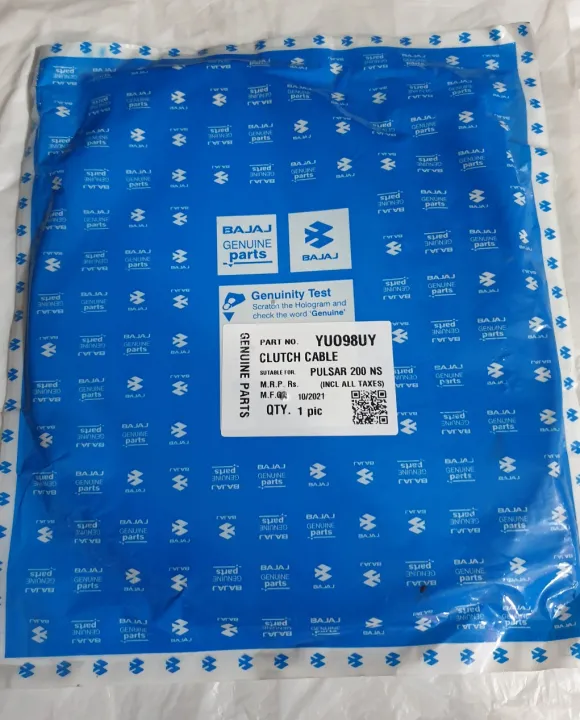 BAJAJ
GENUINE
parts
BAJAJ
Genuinity Test
Scratch the Hologram and
check the word 'Genuine'
GENUINE PARTS
PART NO. YU098UY
CLUTCH CABLE
SUITABLE FOR. PULSAR 200 NS
M.R.P. Rs. (INCL ALL TAXES)
10/2021
QTY. 1 pic